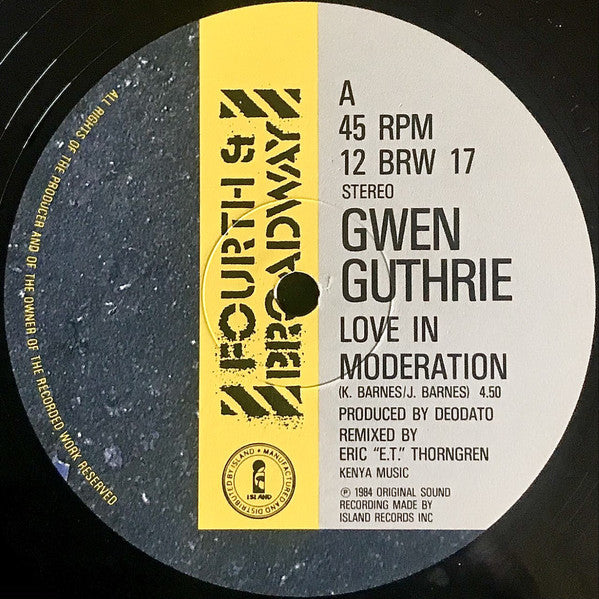 ALL RIGHTS OF THE PRODUCER AND OF THE OWNER OF THE RECORDED WORK RESERVED
FOURTH &
BROADWAY
MANUFACTURED AND DISTRIBUTED BY ISLAND •
ISLAND
A
45 RPM
12 BRW 17
STEREO
GWEN
GUTHRIE
LOVE IN
MODERATION
(K. BARNES/J. BARNES) 4.50
PRODUCED BY DEODATO
REMIXED BY
ERIC "E.T." THORNGREN
KENYA MUSIC
℗ 1984 ORIGINAL SOUND
RECORDING MADE BY
ISLAND RECORDS INC